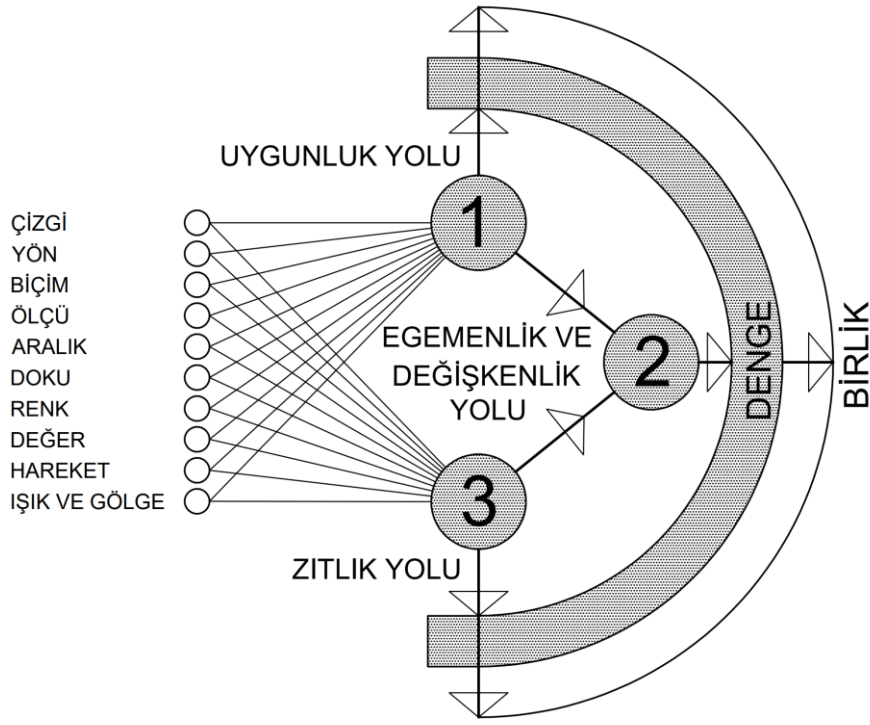 UYGUNLUK YOLU
1
ÇİZGİ
YÖN
BİÇİM
ÖLÇÜ
ARALIK
DOKU
RENK
DEĞER
HAREKET
IŞIK VE GÖLGE
EGEMENLİK VE
DEĞİŞKENLİK
YOLU
2
DENGE
BİRLİK
3
ZITLIK YOLU